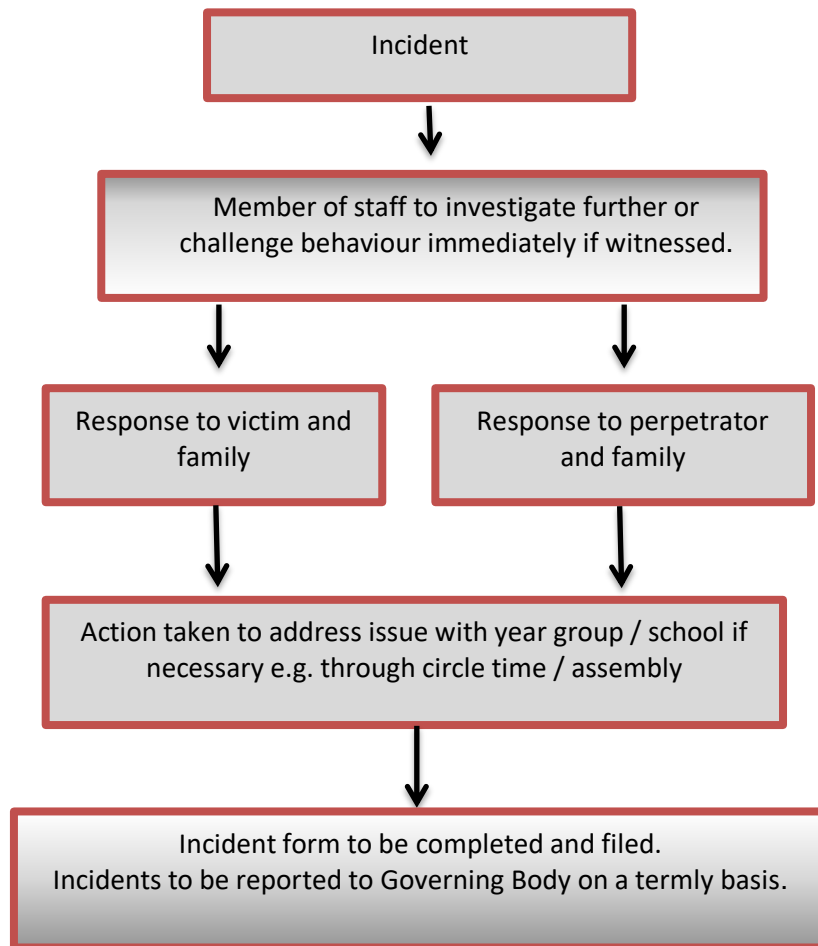 Incident
Member of staff to investigate further or
challenge behaviour immediately if witnessed.
Response to victim and
family
Response to perpetrator
and family
Action taken to address issue with year group / school if
necessary e.g. through circle time / assembly
Incident form to be completed and filed.
Incidents to be reported to Governing Body on a termly basis.